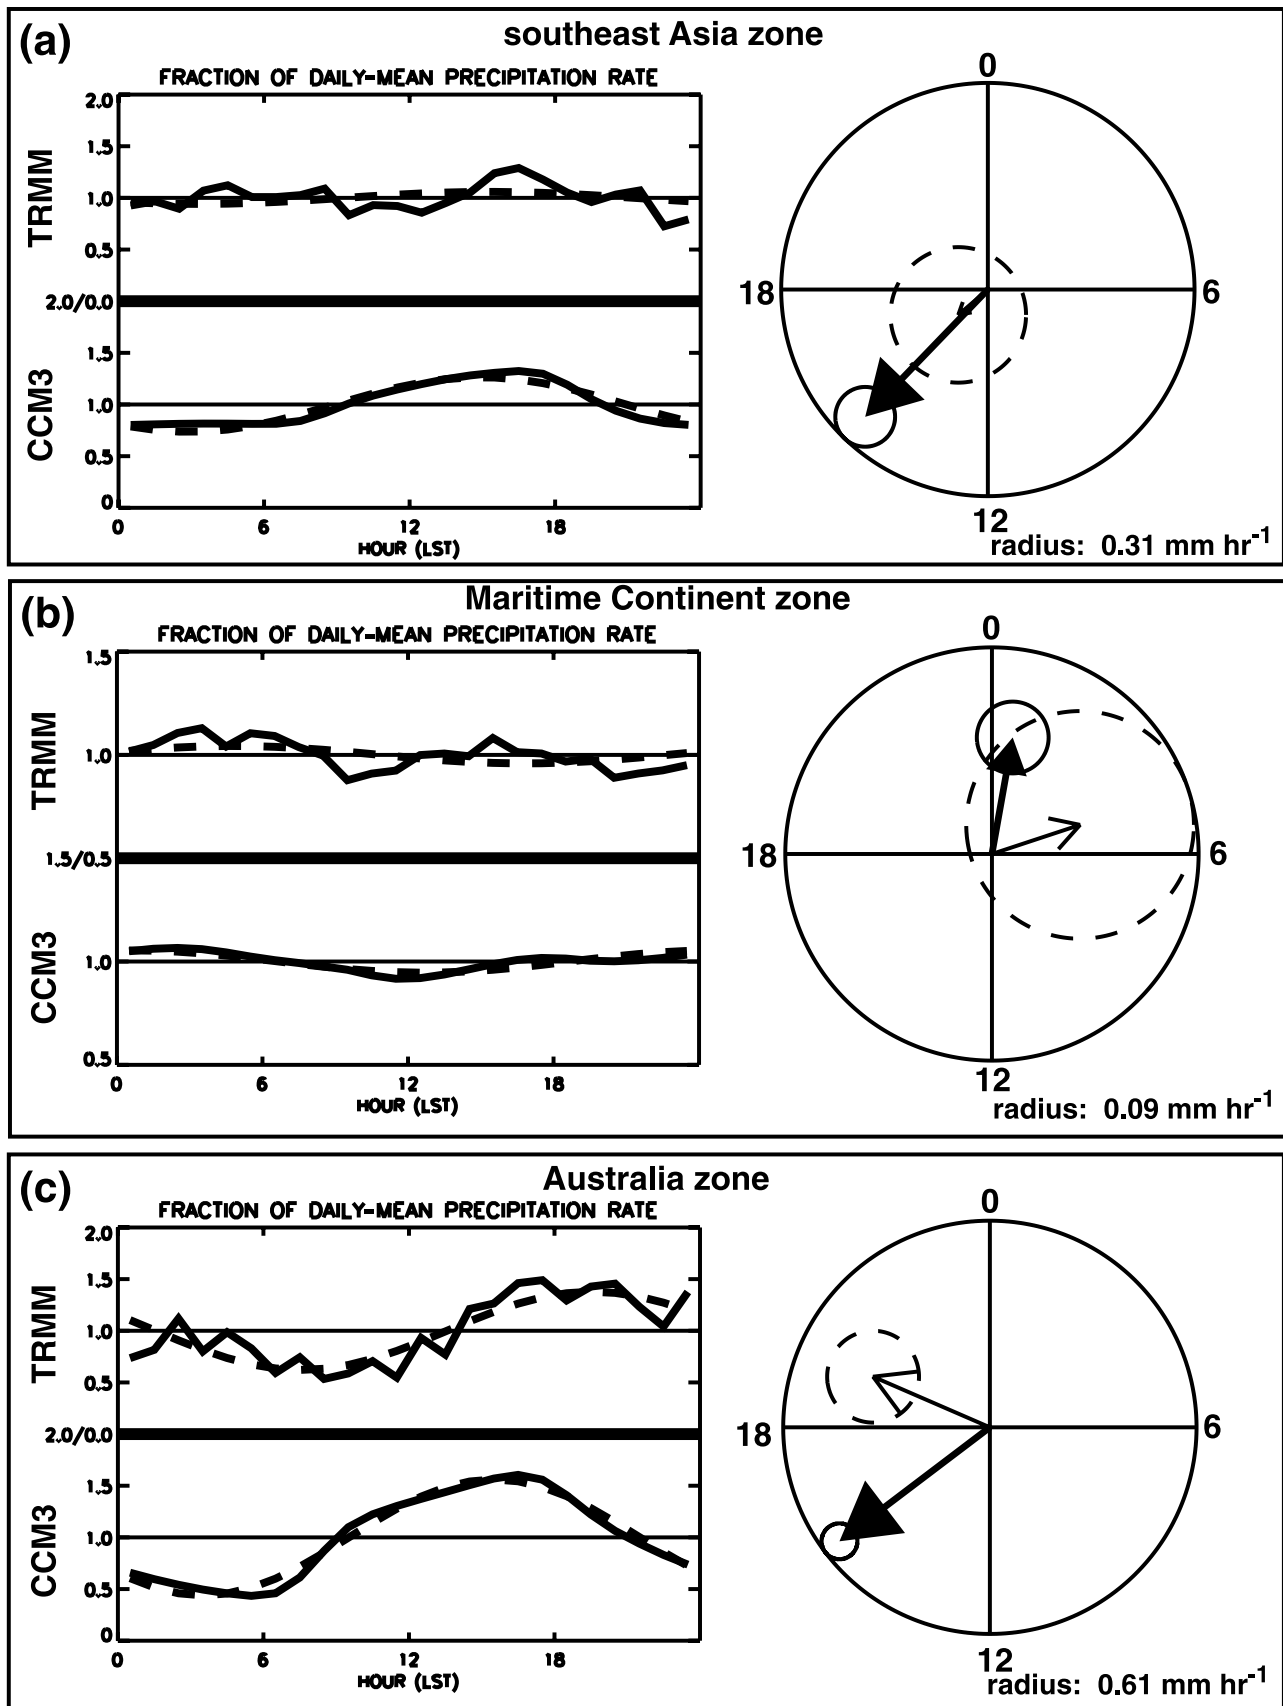 (a)
southeast Asia zone
FRACTION OF DAILY-MEAN PRECIPITATION RATE
TRMM
2.0
1.5
1.0
0.5
2.0/0.0
CCM3
1.5
1.0
0.5
0
0 6 12 18
HOUR (LST)
0
18 6
12
radius: 0.31 mm hr-1
(b)
Maritime Continent zone
FRACTION OF DAILY-MEAN PRECIPITATION RATE
TRMM
1.5
1.0
1.5/0.5
CCM3
1.0
0.5
0 6 12 18
HOUR (LST)
0
18 6
12
radius: 0.09 mm hr-1
(c)
Australia zone
FRACTION OF DAILY-MEAN PRECIPITATION RATE
TRMM
2.0
1.5
1.0
0.5
2.0/0.0
CCM3
1.5
1.0
0.5
0
0 6 12 18
HOUR (LST)
0
18 6
12
radius: 0.61 mm hr-1